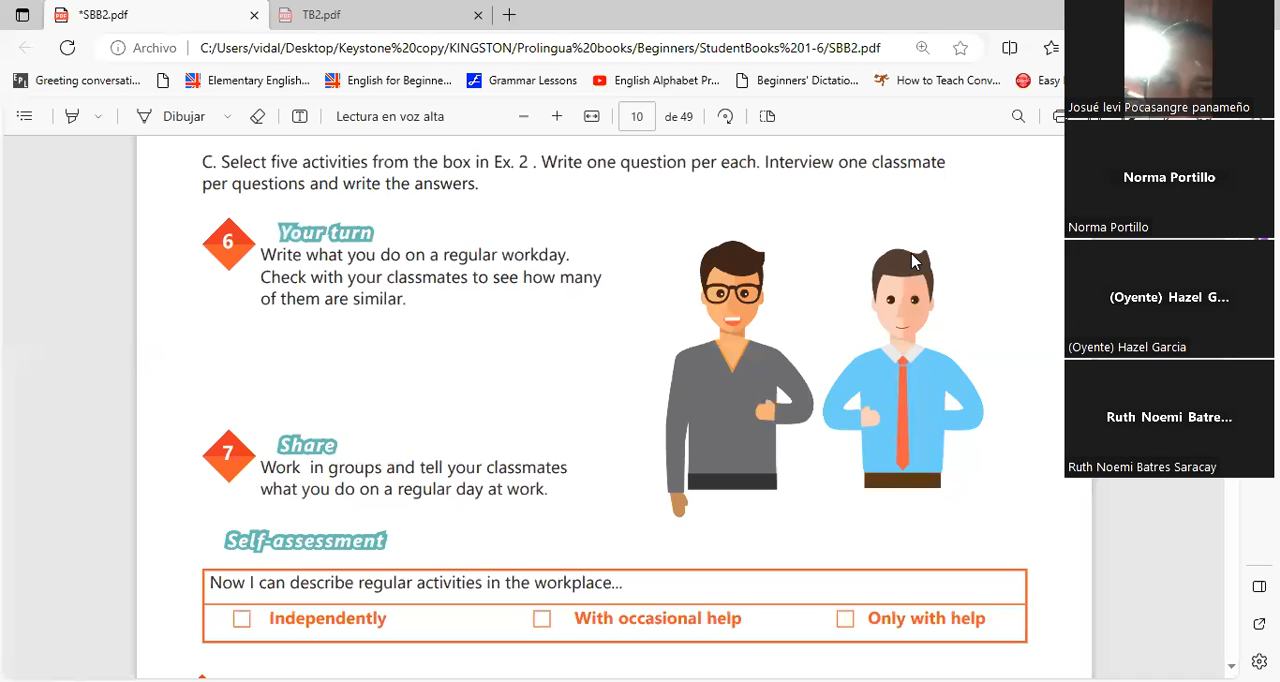 *SBB2.pdf
TB2.pdf
Archivo
C:/Users/vidal/Desktop/Keystone%20copy/KINGSTON/Prolingua%20books/Beginners/StudentBooks%201-6/SBB2.pdf
Greeting conversati...
Elementary English...
English for Beginne...
Grammar Lessons
English Alphabet Pr...
Beginners' Dictatio...
How to Teach Conv...
Easy
Dibujar
Lectura en voz alta
10
de 49
C. Select five activities from the box in Ex. 2 . Write one question per each. Interview one classmate
per questions and write the answers.
6
Your turn
Write what you do on a regular workday.
Check with your classmates to see how many
of them are similar.
7
Share
Work in groups and tell your classmates
what you do on a regular day at work.
Self-assessment
Now I can describe regular activities in the workplace...
Independently
With occasional help
Only with help
Josué levi Pocasangre panameño
Norma Portillo
Norma Portillo
(Oyente) Hazel G...
(Oyente) Hazel Garcia
Ruth Noemi Batre...
Ruth Noemi Batres Saracay